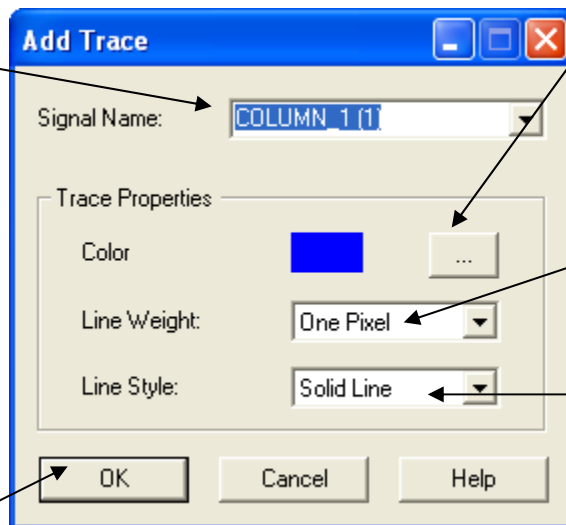 Add Trace
Signal Name: COLUMN_1 (1)
Trace Properties
Color ...
Line Weight: One Pixel
Line Style: Solid Line
OK Cancel Help